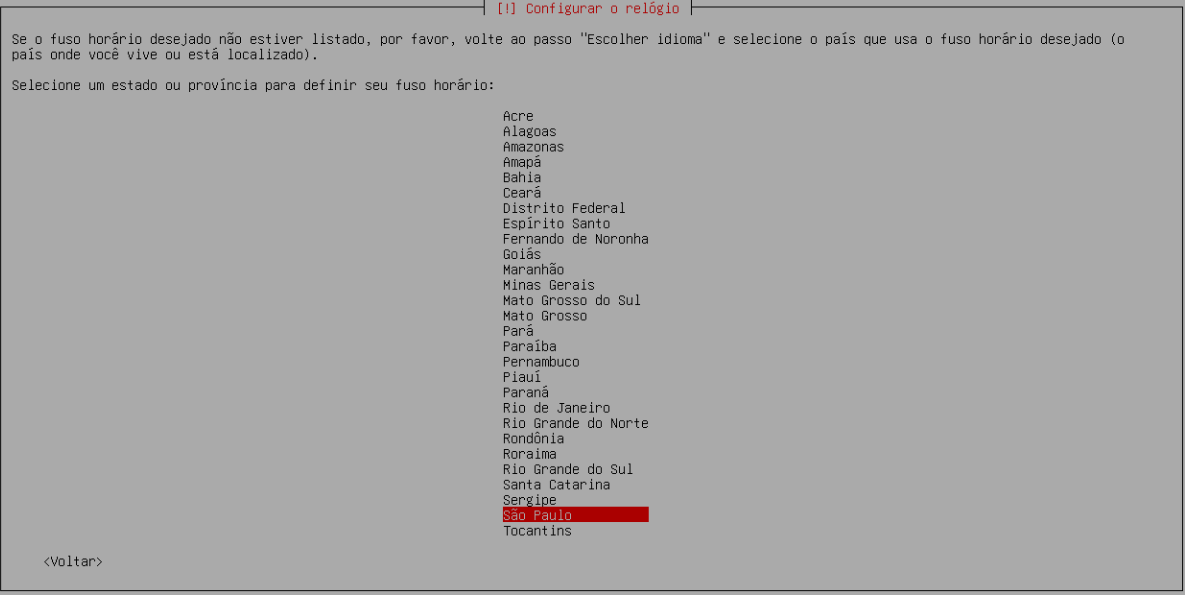 [!] Configurar o relógio
Se o fuso horário desejado não estiver listado, por favor, volte ao passo "Escolher idioma" e selecione o país que usa o fuso horário desejado (o
país onde você vive ou está localizado).
Selecione um estado ou província para definir seu fuso horário:
Acre
Alagoas
Amazonas
Amapá
Bahia
Ceará
Distrito Federal
Espírito Santo
Fernando de Noronha
Goiás
Maranhão
Minas Gerais
Mato Grosso do Sul
Mato Grosso
Pará
Paraíba
Pernambuco
Piauí
Paraná
Rio de Janeiro
Rio Grande do Norte
Rondônia
Roraima
Rio Grande do Sul
Santa Catarina
Sergipe
São Paulo
Tocantins
<Voltar>